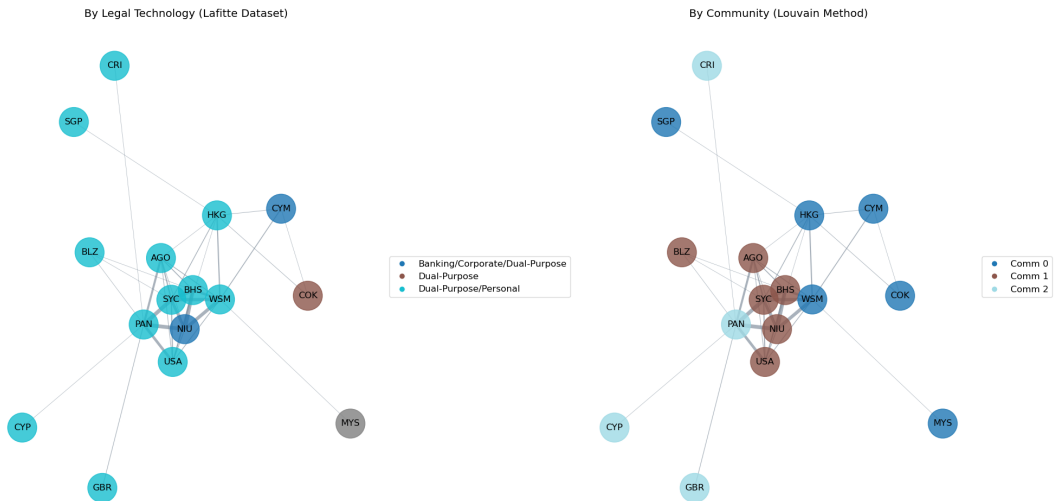 By Legal Technology (Lafitte Dataset)
CRI
SGP
HKG
CYM
BLZ
AGO
BHS
SYC
WSM
COK
PAN
NIU
USA
CYP
MYS
GBR
Banking/Corporate/Dual-Purpose
Dual-Purpose
Dual-Purpose/Personal
By Community (Louvain Method)
CRI
SGP
HKG
CYM
BLZ
AGO
BHS
SYC
WSM
COK
PAN
NIU
USA
CYP
MYS
GBR
Comm 0
Comm 1
Comm 2